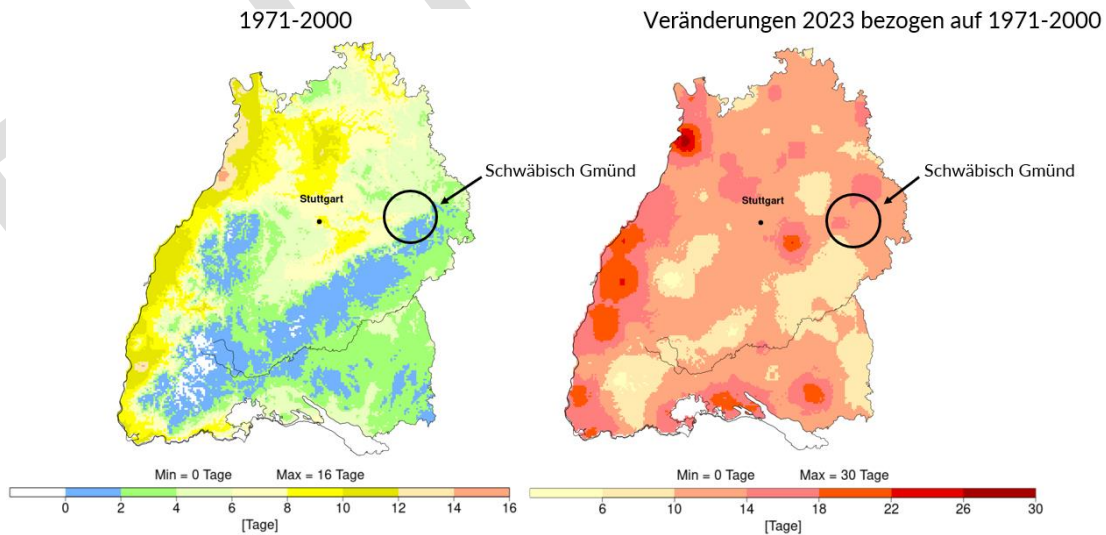 1971-2000
Veränderungen 2023 bezogen auf 1971-2000
Schwäbisch Gmünd
Stuttgart
Schwäbisch Gmünd
Stuttgart
Min = 0 Tage Max = 16 Tage
0 2 4 6 8 10 12 14 16
[Tage]
Min = 0 Tage Max = 30 Tage
6 10 14 18 22 26 30
[Tage]